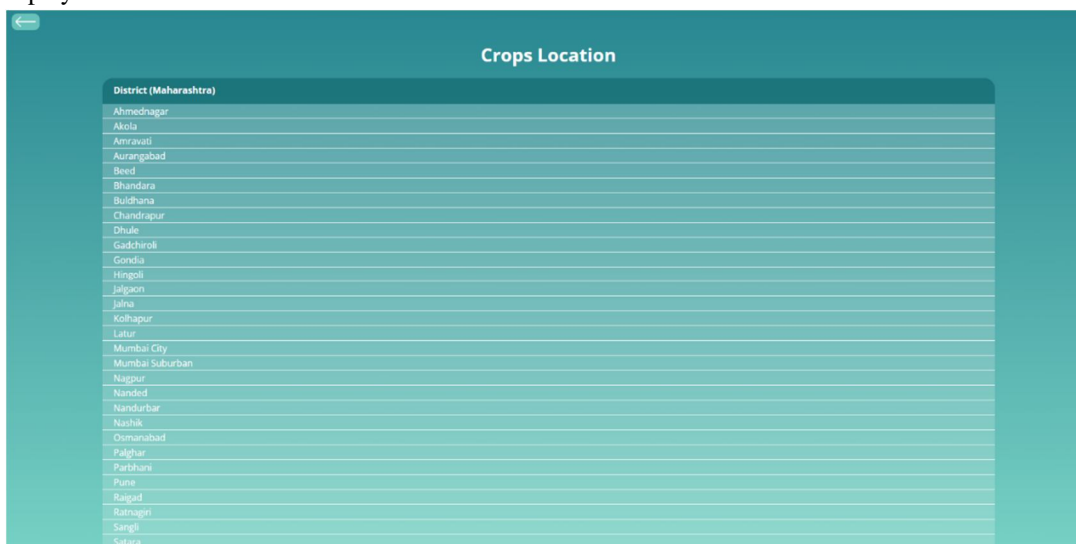 Crops Location
District (Maharashtra)
Ahmednagar
Akola
Amravati
Aurangabad
Beed
Bhandara
Buldhana
Chandrapur
Dhule
Gadchiroli
Gondia
Hingoli
Jalgaon
Jalna
Kolhapur
Latur
Mumbai City
Mumbai Suburban
Nagpur
Nanded
Nandurbar
Nashik
Osmanabad
Palghar
Parbhani
Pune
Raigad
Ratnagiri
Sangli
Satara